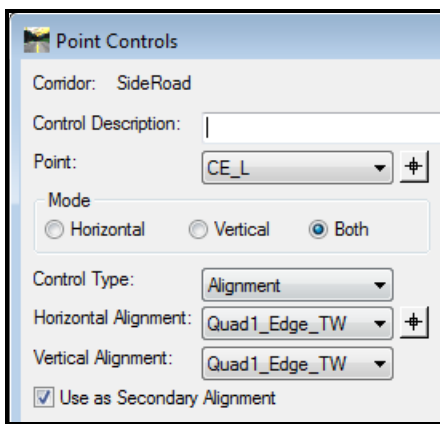 Point Controls
Corridor: SideRoad
Control Description:
Point: CE_L
Mode
Horizontal Vertical Both
Control Type: Alignment
Horizontal Alignment: Quad1_Edge_TW
Vertical Alignment: Quad1_Edge_TW
Use as Secondary Alignment